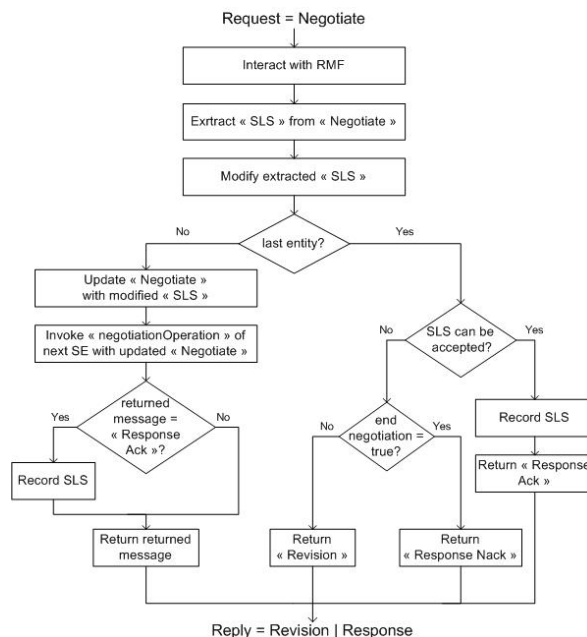 Request = Negotiate
Interact with RMF
Exrtract « SLS » from « Negotiate »
Modify extracted « SLS »
last entity?
No
Yes
Update « Negotiate »
with modified « SLS »
Invoke « negotiationOperation » of
next SE with updated « Negotiate »
returned
message =
« Response
Ack »?
Yes
No
Record SLS
Return returned
message
SLS can be
accepted?
No
Yes
end
negotiation =
true?
No
Yes
Return
« Revision »
Return
« Response Nack »
Record SLS
Return « Response
Ack »
Reply = Revision | Response